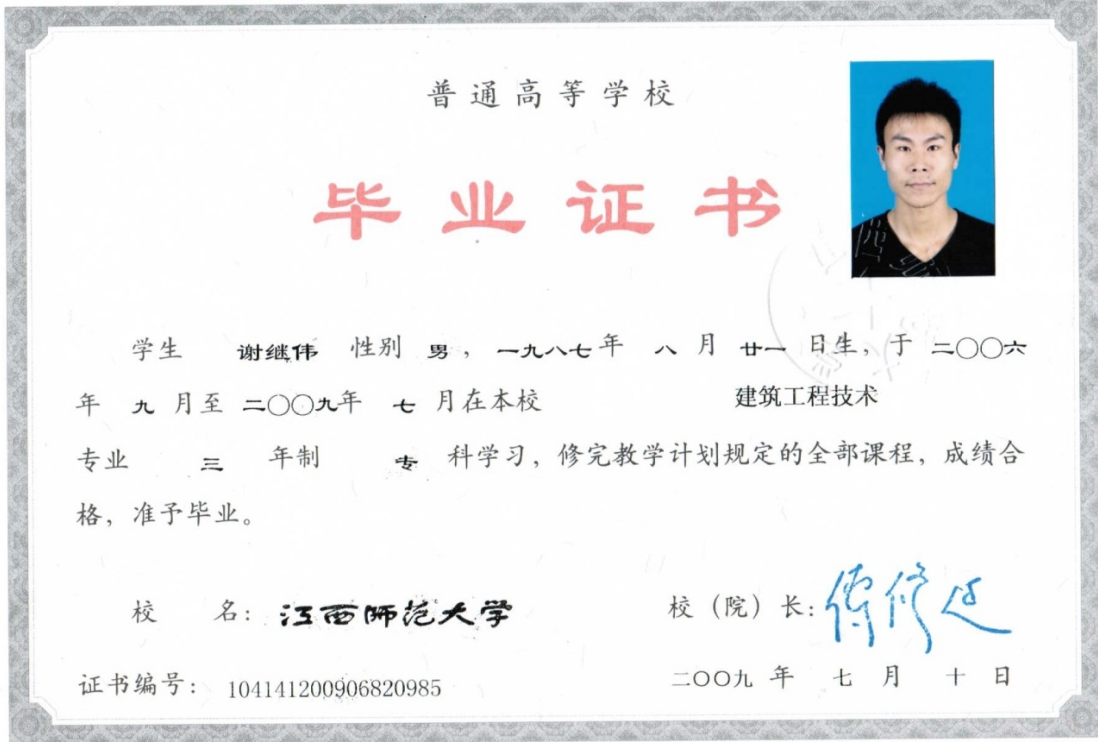 普通高等学校
毕业证书
学生 谢继伟 性别 男，一九八七年 八 月 廿一 日生，于 二〇〇六
年 九 月至 二〇〇九年 七 月在本校 建筑工程技术
专业 三 年制 专 科学习，修完教学计划规定的全部课程，成绩合
格，准予毕业。
校 名：江西师范大学 校（院）长：傅修延
证书编号：104141200906820985 二〇〇九 年 七 月 十 日